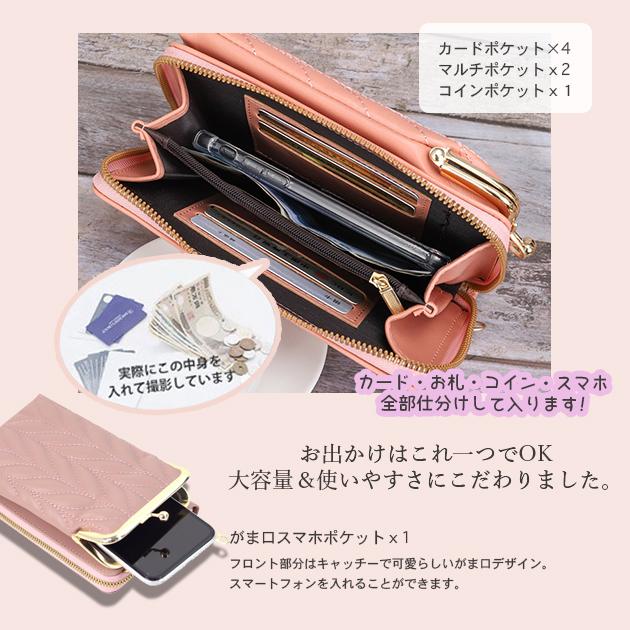 カードポケット×4
マルチポケットｘ2
コインポケットｘ1
実際にこの中身を
入れて撮影しています
カード・お札・コイン・スマホ
全部仕分けして入ります!
お出かけはこれ一つでOK
大容量＆使いやすさにこだわりました。
がま口スマホポケットｘ1
フロント部分はキャッチーで可愛らしいがま口デザイン。
スマートフォンを入れることができます。